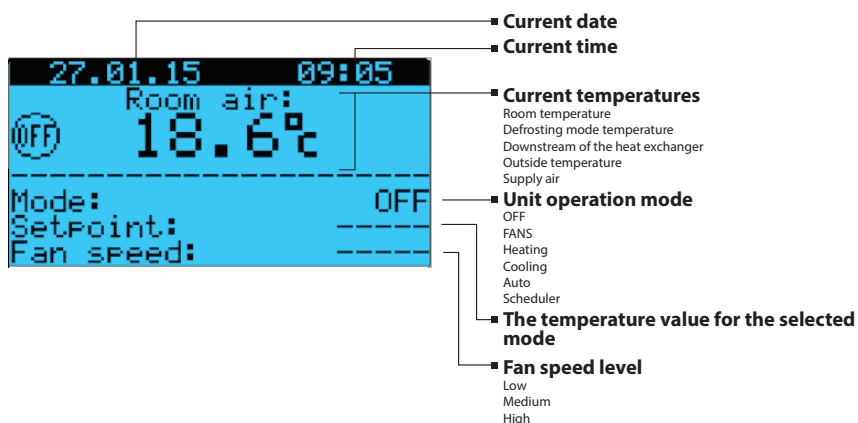 Current date
Current time
27.01.15 09:05
Room air:
OFF
18.6°c
Mode: OFF
Setpoint: -----
Fan speed: -----
Current temperatures
Room temperature
Defrosting mode temperature
Downstream of the heat exchanger
Outside temperature
Supply air
Unit operation mode
OFF
FANS
Heating
Cooling
Auto
Scheduler
The temperature value for the selected
mode
Fan speed level
Low
Medium
High